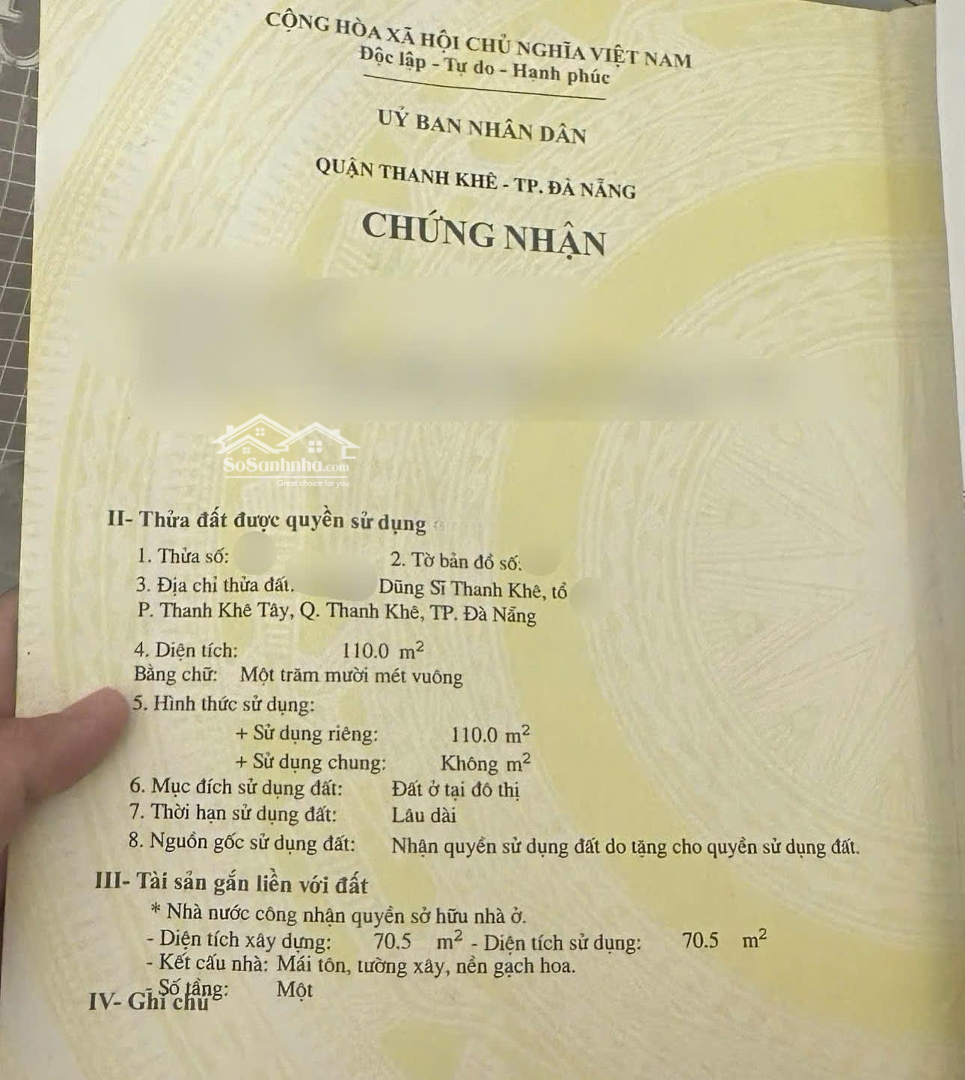 CỘNG HÒA XÃ HỘI CHỦ NGHĨA VIỆT NAM
Độc lập - Tự do - Hạnh phúc
UỶ BAN NHÂN DÂN
QUẬN THANH KHÊ - TP. ĐÀ NẴNG
CHỨNG NHẬN
SoSanhnha.com
Great choice for you
II- Thửa đất được quyền sử dụng
1. Thửa số: 2. Tờ bản đồ số:
3. Địa chỉ thửa đất. Dũng Sĩ Thanh Khê, tổ
P. Thanh Khê Tây, Q. Thanh Khê, TP. Đà Nẵng
4. Diện tích: 110.0 m²
Bằng chữ: Một trăm mười mét vuông
5. Hình thức sử dụng:
+ Sử dụng riêng: 110.0 m²
+ Sử dụng chung: Không m²
6. Mục đích sử dụng đất: Đất ở tại đô thị
7. Thời hạn sử dụng đất: Lâu dài
8. Nguồn gốc sử dụng đất: Nhận quyền sử dụng đất do tặng cho quyền sử dụng đất.
III- Tài sản gắn liền với đất
* Nhà nước công nhận quyền sở hữu nhà ở.
- Diện tích xây dựng: 70.5 m² - Diện tích sử dụng: 70.5 m²
- Kết cấu nhà: Mái tôn, tường xây, nền gạch hoa.
- Số tầng: Một
IV- Ghi chú